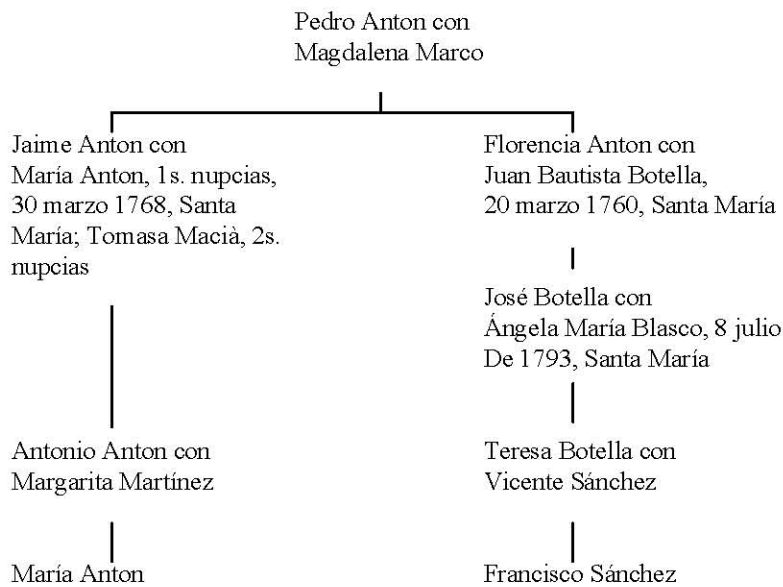 Pedro Anton con
Magdalena Marco
Jaime Anton con
María Anton, 1s. nupcias,
30 marzo 1768, Santa
María; Tomasa Macià, 2s.
nupcias
Florencia Anton con
Juan Bautista Botella,
20 marzo 1760, Santa María
José Botella con
Ángela María Blasco, 8 julio
De 1793, Santa María
Antonio Anton con
Margarita Martínez
Teresa Botella con
Vicente Sánchez
María Anton
Francisco Sánchez